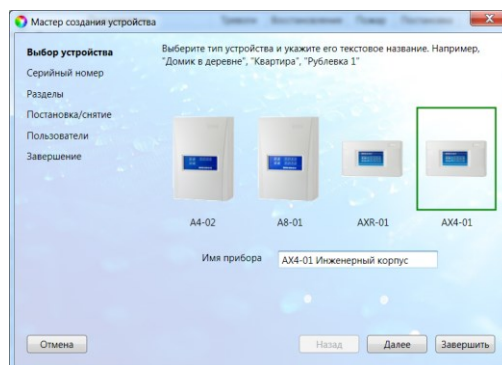 Мастер создания устройства
Выбор устройства
Серийный номер
Разделы
Постановка/снятие
Пользователи
Завершение
Выберите тип устройства и укажите его текстовое название. Например,
"Домик в деревне", "Квартира", "Рублевка 1"
A4-02 A8-01 AXR-01 AX4-01
Имя прибора AX4-01 Инженерный корпус
Отмена Назад Далее Завершить